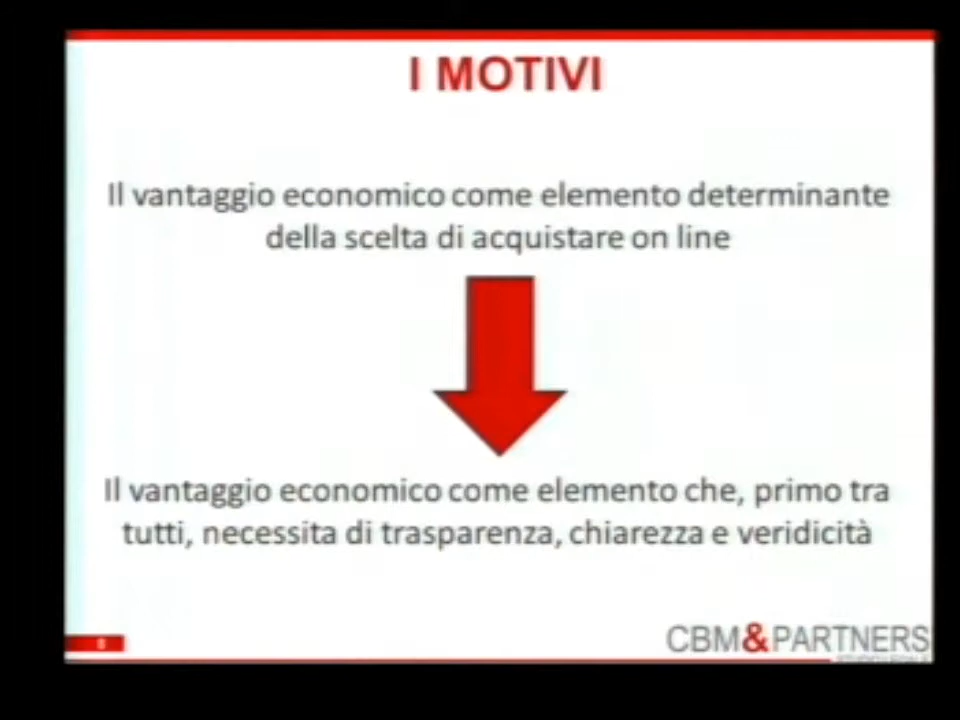 I MOTIVI
Il vantaggio economico come elemento determinante
della scelta di acquistare on line
Il vantaggio economico come elemento che, primo tra
tutti, necessita di trasparenza, chiarezza e veridicità
CBM&PARTNERS